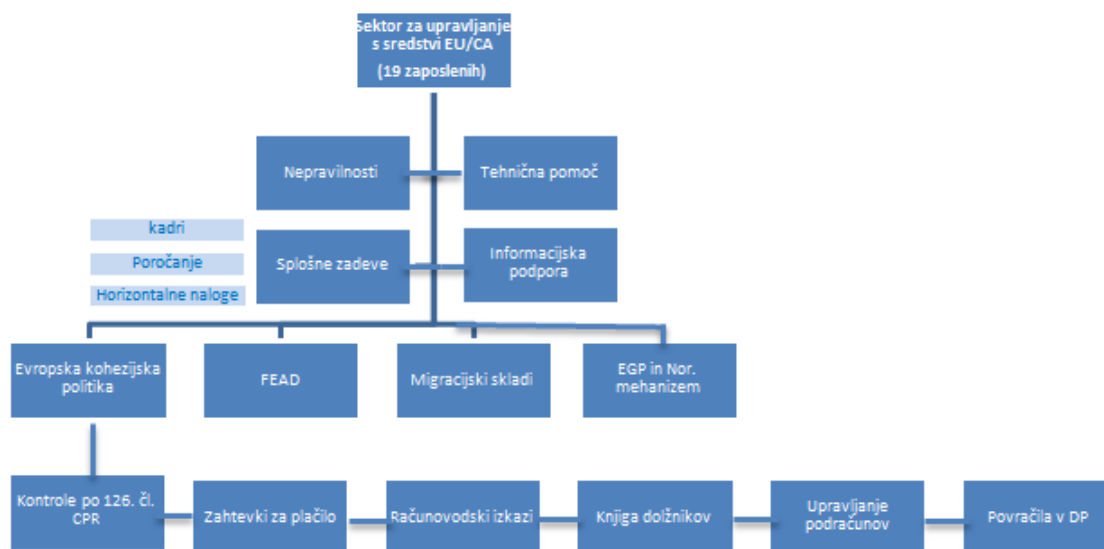 Sektor za upravljanje
s sredstvi EU/CA
(19 zaposlenih)
Nepravilnosti
Tehnična pomoč
kadri
Poročanje
Horizontalne naloge
Splošne zadeve
Informacijska
podpora
Evropska kohezijska
politika
FEAD
Migracijski skladi
EGP in Nor.
mehanizem
Kontrole po 126. čl.
CPR
Zahtevki za plačilo
Računovodski izkazi
Knjiga dolžnikov
Upravljanje
podračunov
Povračila v DP